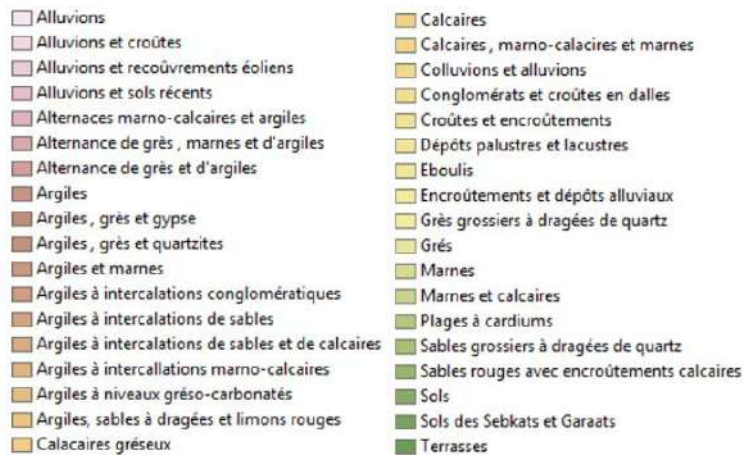 Alluvions
Alluvions et croûtes
Alluvions et recoûvrements éoliens
Alluvions et sols récents
Alternaces marno-calcaires et argiles
Alternance de grès , marnes et d'argiles
Alternance de grès et d'argiles
Argiles
Argiles , grès et gypse
Argiles , grès et quartzites
Argiles et marnes
Argiles à intercalations conglomératiques
Argiles à intercalations de sables
Argiles à intercalations de sables et de calcaires
Argiles à intercallations marno-calcaires
Argiles à niveaux gréso-carbonatés
Argiles, sables à dragées et limons rouges
Calacaires gréseux
Calcaires
Calcaires , marno-calacires et marnes
Colluvions et alluvions
Conglomérats et croûtes en dalles
Croûtes et encroûtements
Dépôts palustres et lacustres
Eboulis
Encroûtements et dépôts alluviaux
Grès grossiers à dragées de quartz
Grés
Marnes
Marnes et calcaires
Plages à cardiums
Sables grossiers à dragées de quartz
Sables rouges avec encroûtements calcaires
Sols
Sols des Sebkats et Garaats
Terrasses